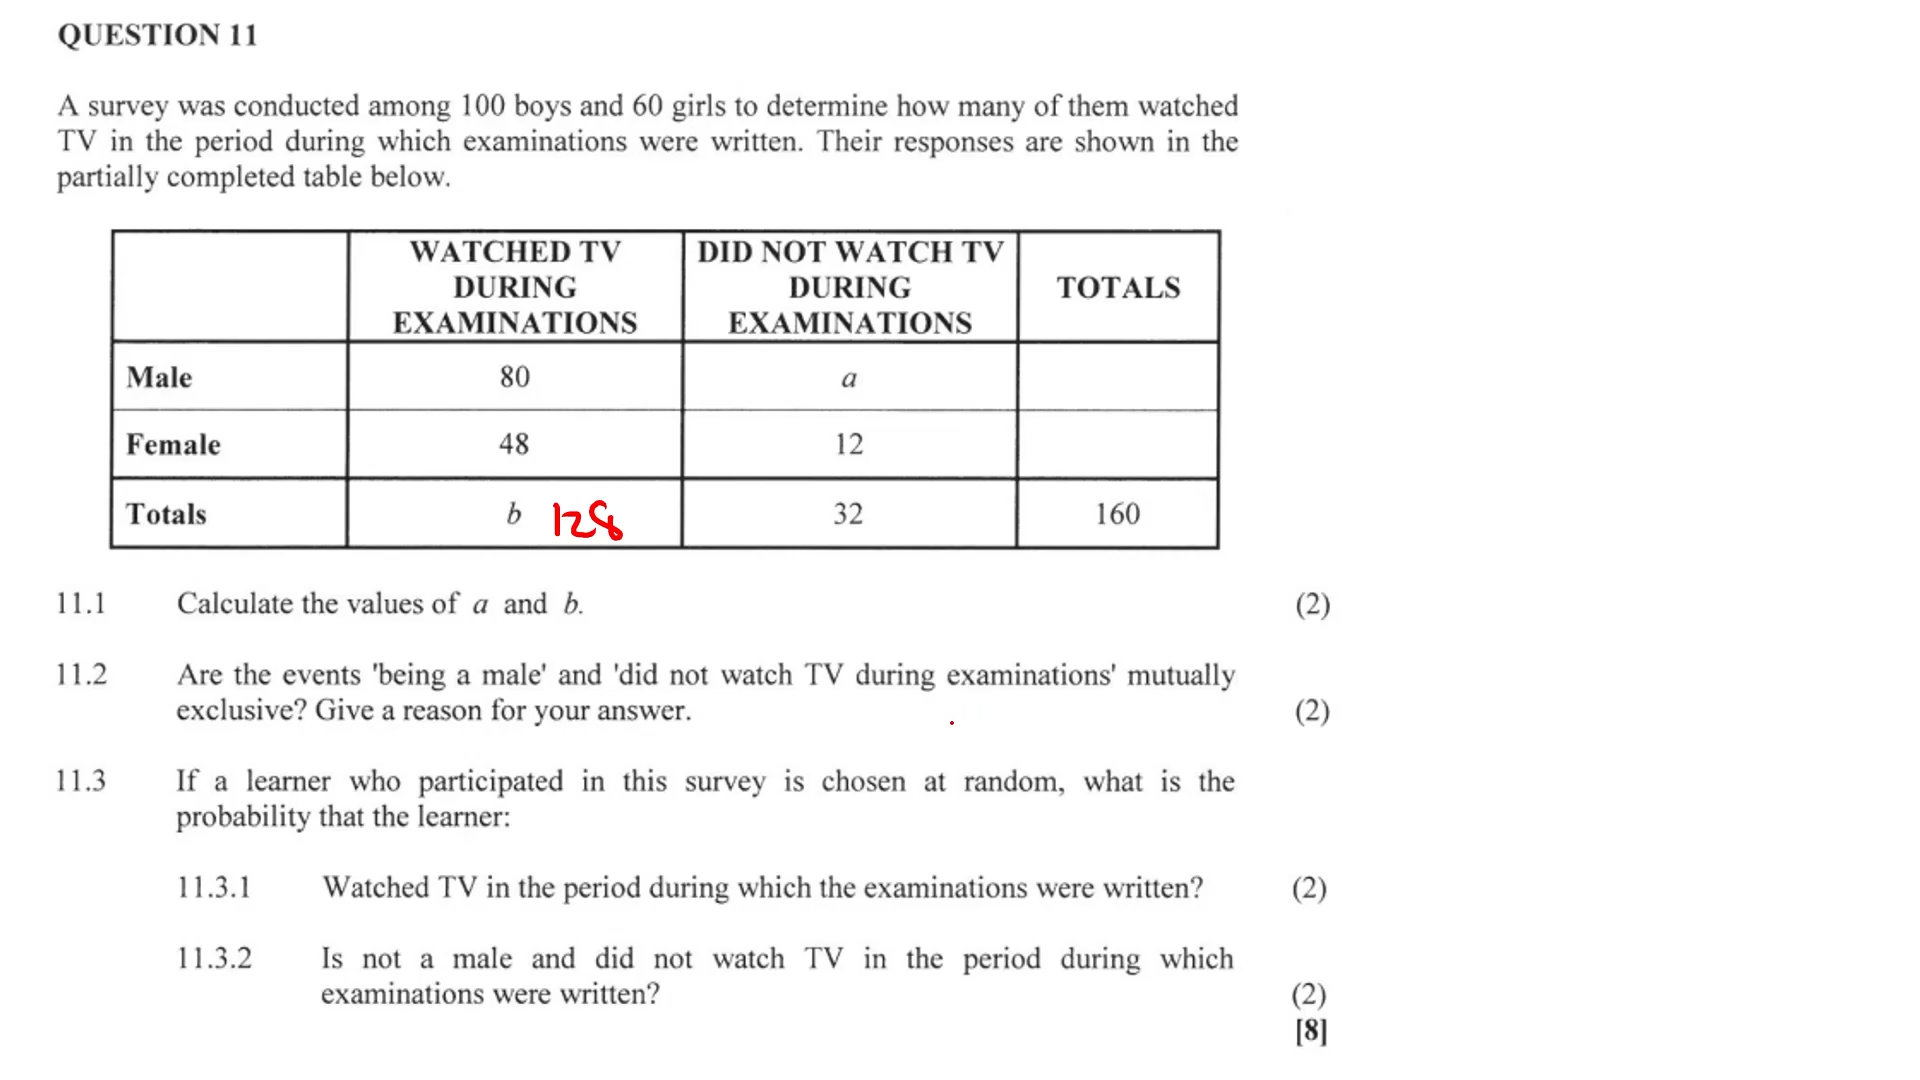 QUESTION 11
A survey was conducted among 100 boys and 60 girls to determine how many of them watched
TV in the period during which examinations were written. Their responses are shown in the
partially completed table below.
WATCHED TV DURING EXAMINATIONS DID NOT WATCH TV DURING EXAMINATIONS TOTALS
Male 80 a
Female 48 12
Totals b 128 32 160
11.1 Calculate the values of a and b. (2)
11.2 Are the events 'being a male' and 'did not watch TV during examinations' mutually
exclusive? Give a reason for your answer. (2)
11.3 If a learner who participated in this survey is chosen at random, what is the
probability that the learner:
11.3.1 Watched TV in the period during which the examinations were written? (2)
11.3.2 Is not a male and did not watch TV in the period during which
examinations were written? (2)
[8]